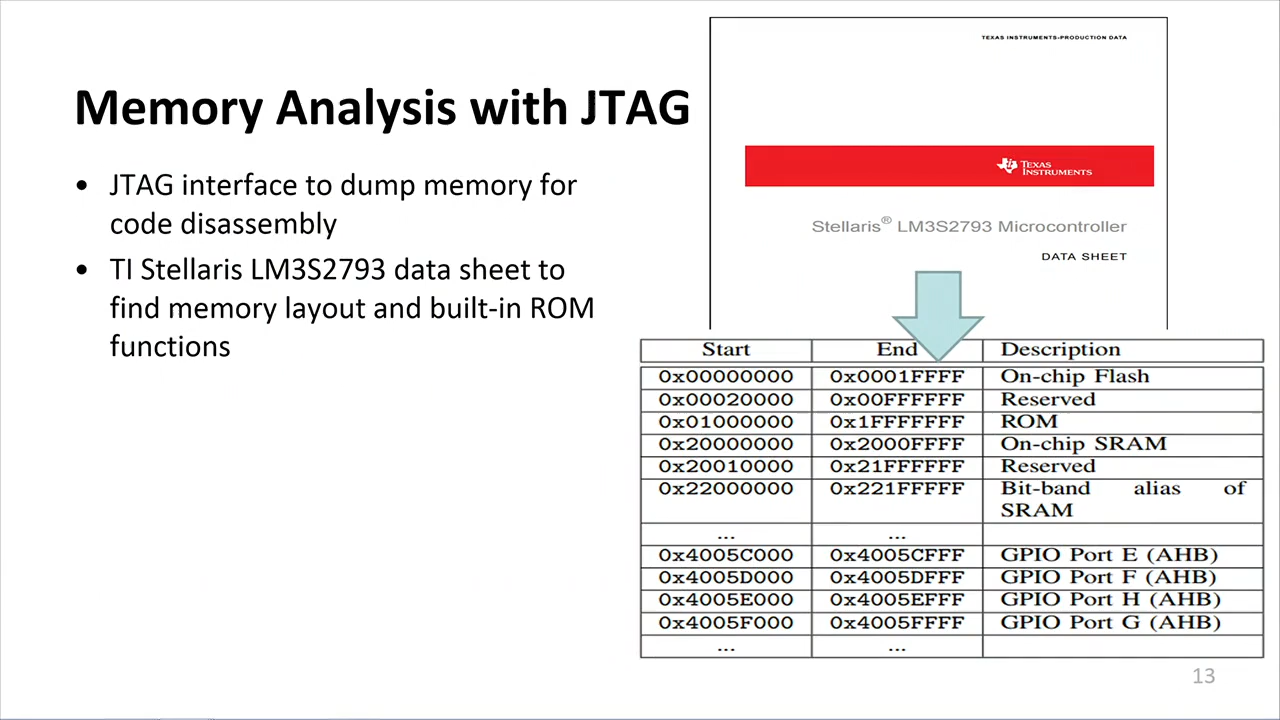 Memory Analysis with JTAG
• JTAG interface to dump memory for
code disassembly
• TI Stellaris LM3S2793 data sheet to
find memory layout and built-in ROM
functions
TEXAS INSTRUMENTS-PRODUCTION DATA
TEXAS
INSTRUMENTS
Stellaris® LM3S2793 Microcontroller
DATA SHEET
Start End Description
0x00000000 0x0001FFFF On-chip Flash
0x00020000 0x00FFFFFF Reserved
0x01000000 0x1FFFFFFF ROM
0x20000000 0x2000FFFF On-chip SRAM
0x20010000 0x21FFFFFF Reserved
0x22000000 0x221FFFFF Bit-band alias of
SRAM
... ...
0x4005C000 0x4005CFFF GPIO Port E (AHB)
0x4005D000 0x4005DFFF GPIO Port F (AHB)
0x4005E000 0x4005EFFF GPIO Port H (AHB)
0x4005F000 0x4005FFFF GPIO Port G (AHB)
... ...
13